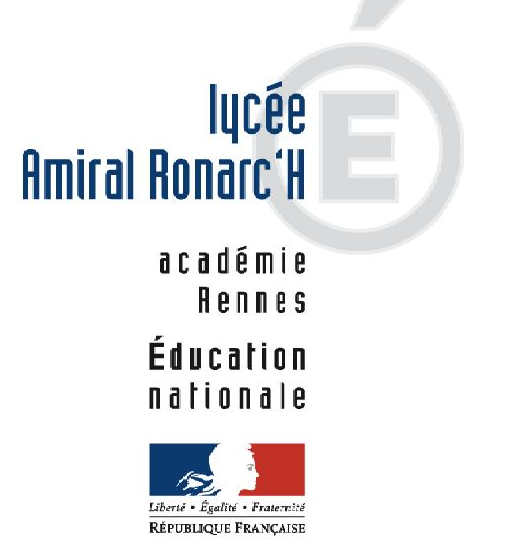 É
lycée
Amiral Ronarc'H
académie
Rennes
Éducation
nationale
Liberté • Égalité • Fraternité
RÉPUBLIQUE FRANÇAISE